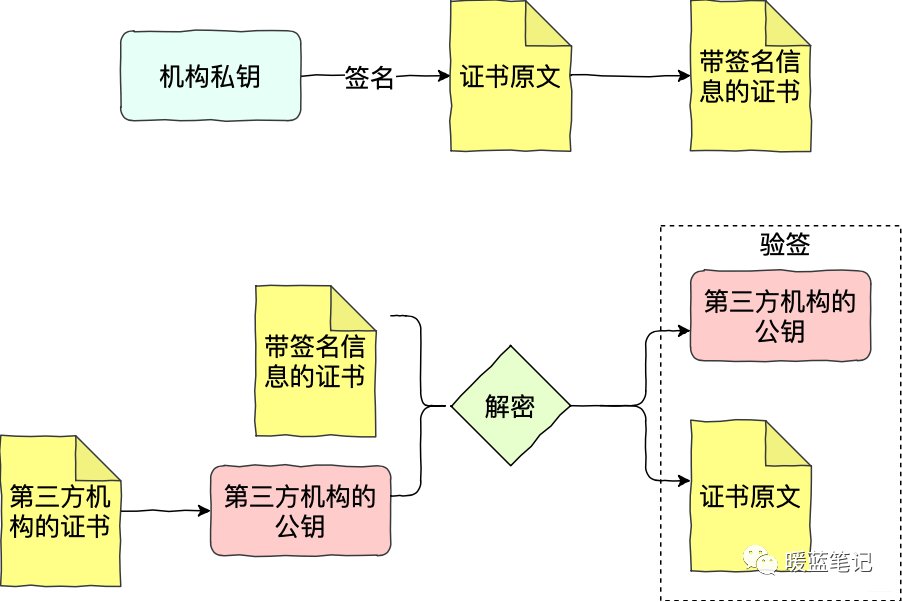 机构私钥
签名
证书原文
带签名信
息的证书
验签
第三方机构的
公钥
带签名信
息的证书
解密
第三方机
构的证书
第三方机构的
公钥
证书原文
暖蓝笔记